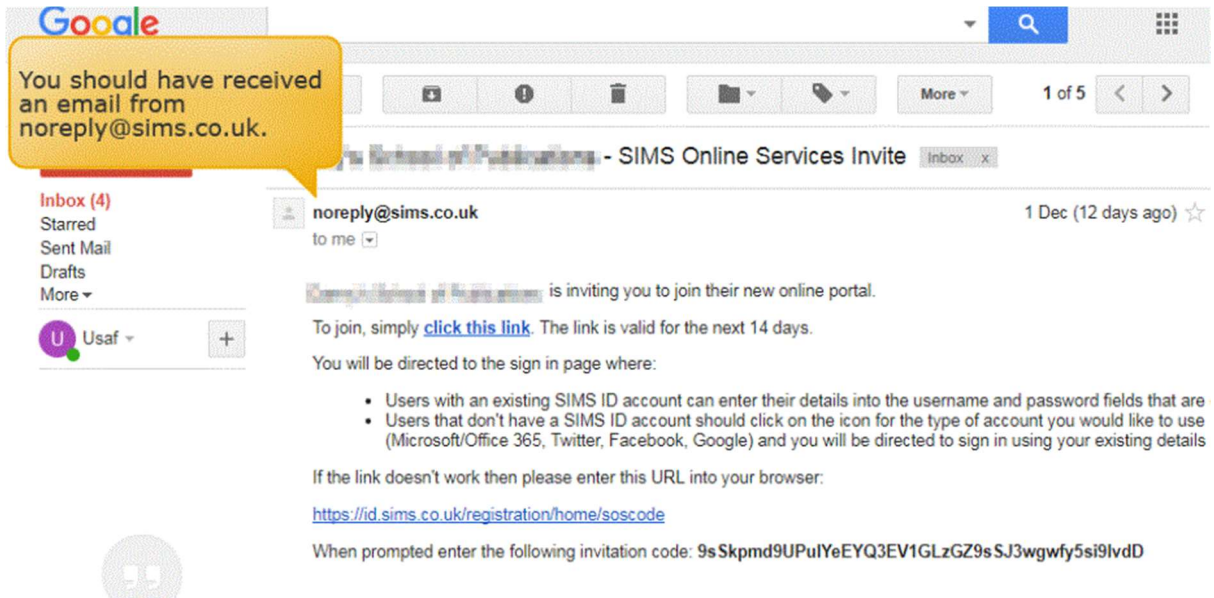 Google
You should have received
an email from
noreply@sims.co.uk.
More
1 of 5
- SIMS Online Services Invite
Inbox x
Inbox (4)
Starred
Sent Mail
Drafts
More
U Usaf
+
noreply@sims.co.uk
1 Dec (12 days ago)
to me
is inviting you to join their new online portal.
To join, simply click this link. The link is valid for the next 14 days.
You will be directed to the sign in page where:
• Users with an existing SIMS ID account can enter their details into the username and password fields that are
• Users that don't have a SIMS ID account should click on the icon for the type of account you would like to use
(Microsoft/Office 365, Twitter, Facebook, Google) and you will be directed to sign in using your existing details
If the link doesn't work then please enter this URL into your browser:
https://id.sims.co.uk/registration/home/soscode
When prompted enter the following invitation code: 9sSkpmd9UPulYeEYQ3EV1GLzGZ9sSJ3wgwfy5si9lvdD